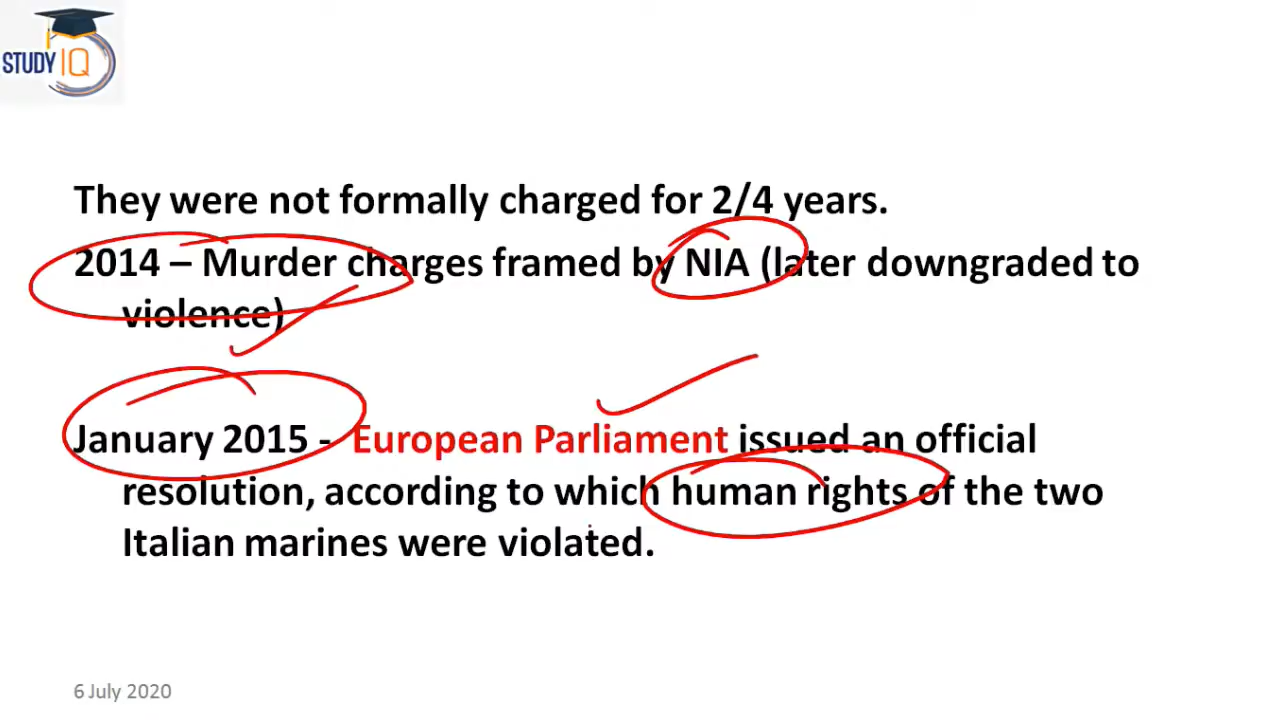 STUDY IQ
They were not formally charged for 2/4 years.
2014 – Murder charges framed by NIA (later downgraded to
violence)
January 2015 - European Parliament issued an official
resolution, according to which human rights of the two
Italian marines were violated.
6 July 2020